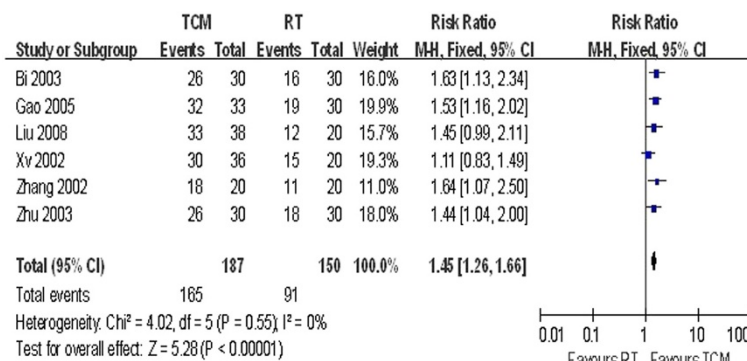 TCM RT Risk Ratio Risk Ratio
Study or Subgroup Events Total Events Total Weight M-H, Fixed, 95% CI M-H, Fixed, 95% CI
Bi 2003 26 30 16 30 16.0% 1.63 [1.13, 2.34]
Gao 2005 32 33 19 30 19.9% 1.53 [1.16, 2.02]
Liu 2008 33 38 12 20 15.7% 1.45 [0.99, 2.11]
Xv 2002 30 36 15 20 19.3% 1.11 [0.83, 1.49]
Zhang 2002 18 20 11 20 11.0% 1.64 [1.07, 2.50]
Zhu 2003 26 30 18 30 18.0% 1.44 [1.04, 2.00]
Total (95% CI) 187 150 100.0% 1.45 [1.26, 1.66]
Total events 165 91
Heterogeneity: Chi² = 4.02, df = 5 (P = 0.55); I² = 0%
Test for overall effect: Z = 5.28 (P < 0.00001)
0.01 0.1 1 10 100
Favours RT Favours TCM